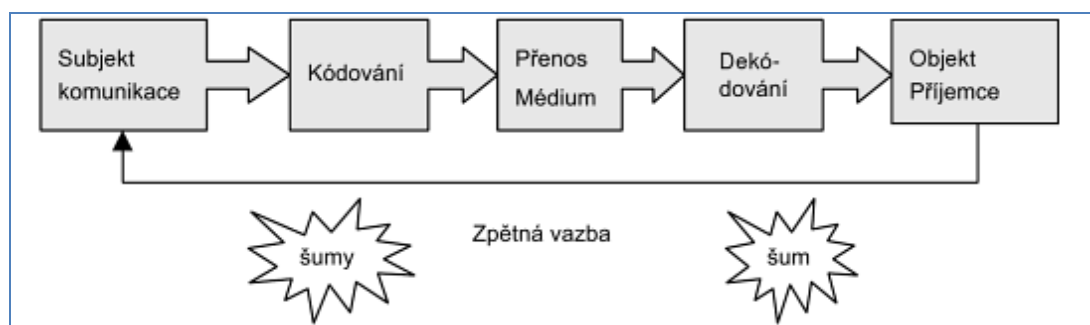 Subjekt
komunikace
Kódování
Přenos
Médium
Dekó-
dování
Objekt
Příjemce
Zpětná vazba
šumy
šum